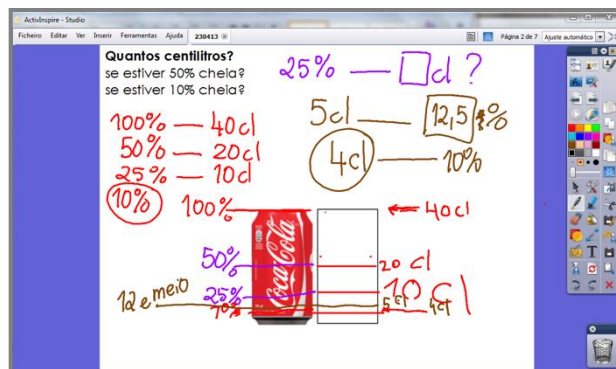 ActivInspire - Studio
Ficheiro Editar Ver Inserir Ferramentas Ajuda 230413 Página 2 de 7 Ajuste automático
Quantos centilitros?
se estiver 50% cheia?
se estiver 10% cheia?
25% — □ cl ?
5cl — 12,5 %
4cl — 10%
100% — 40cl
50% — 20cl
25% — 10cl
10%
100% 40cl
Coca-Cola
50% 20 cl
25% 10 cl
12 e meio 5 cl
4cl